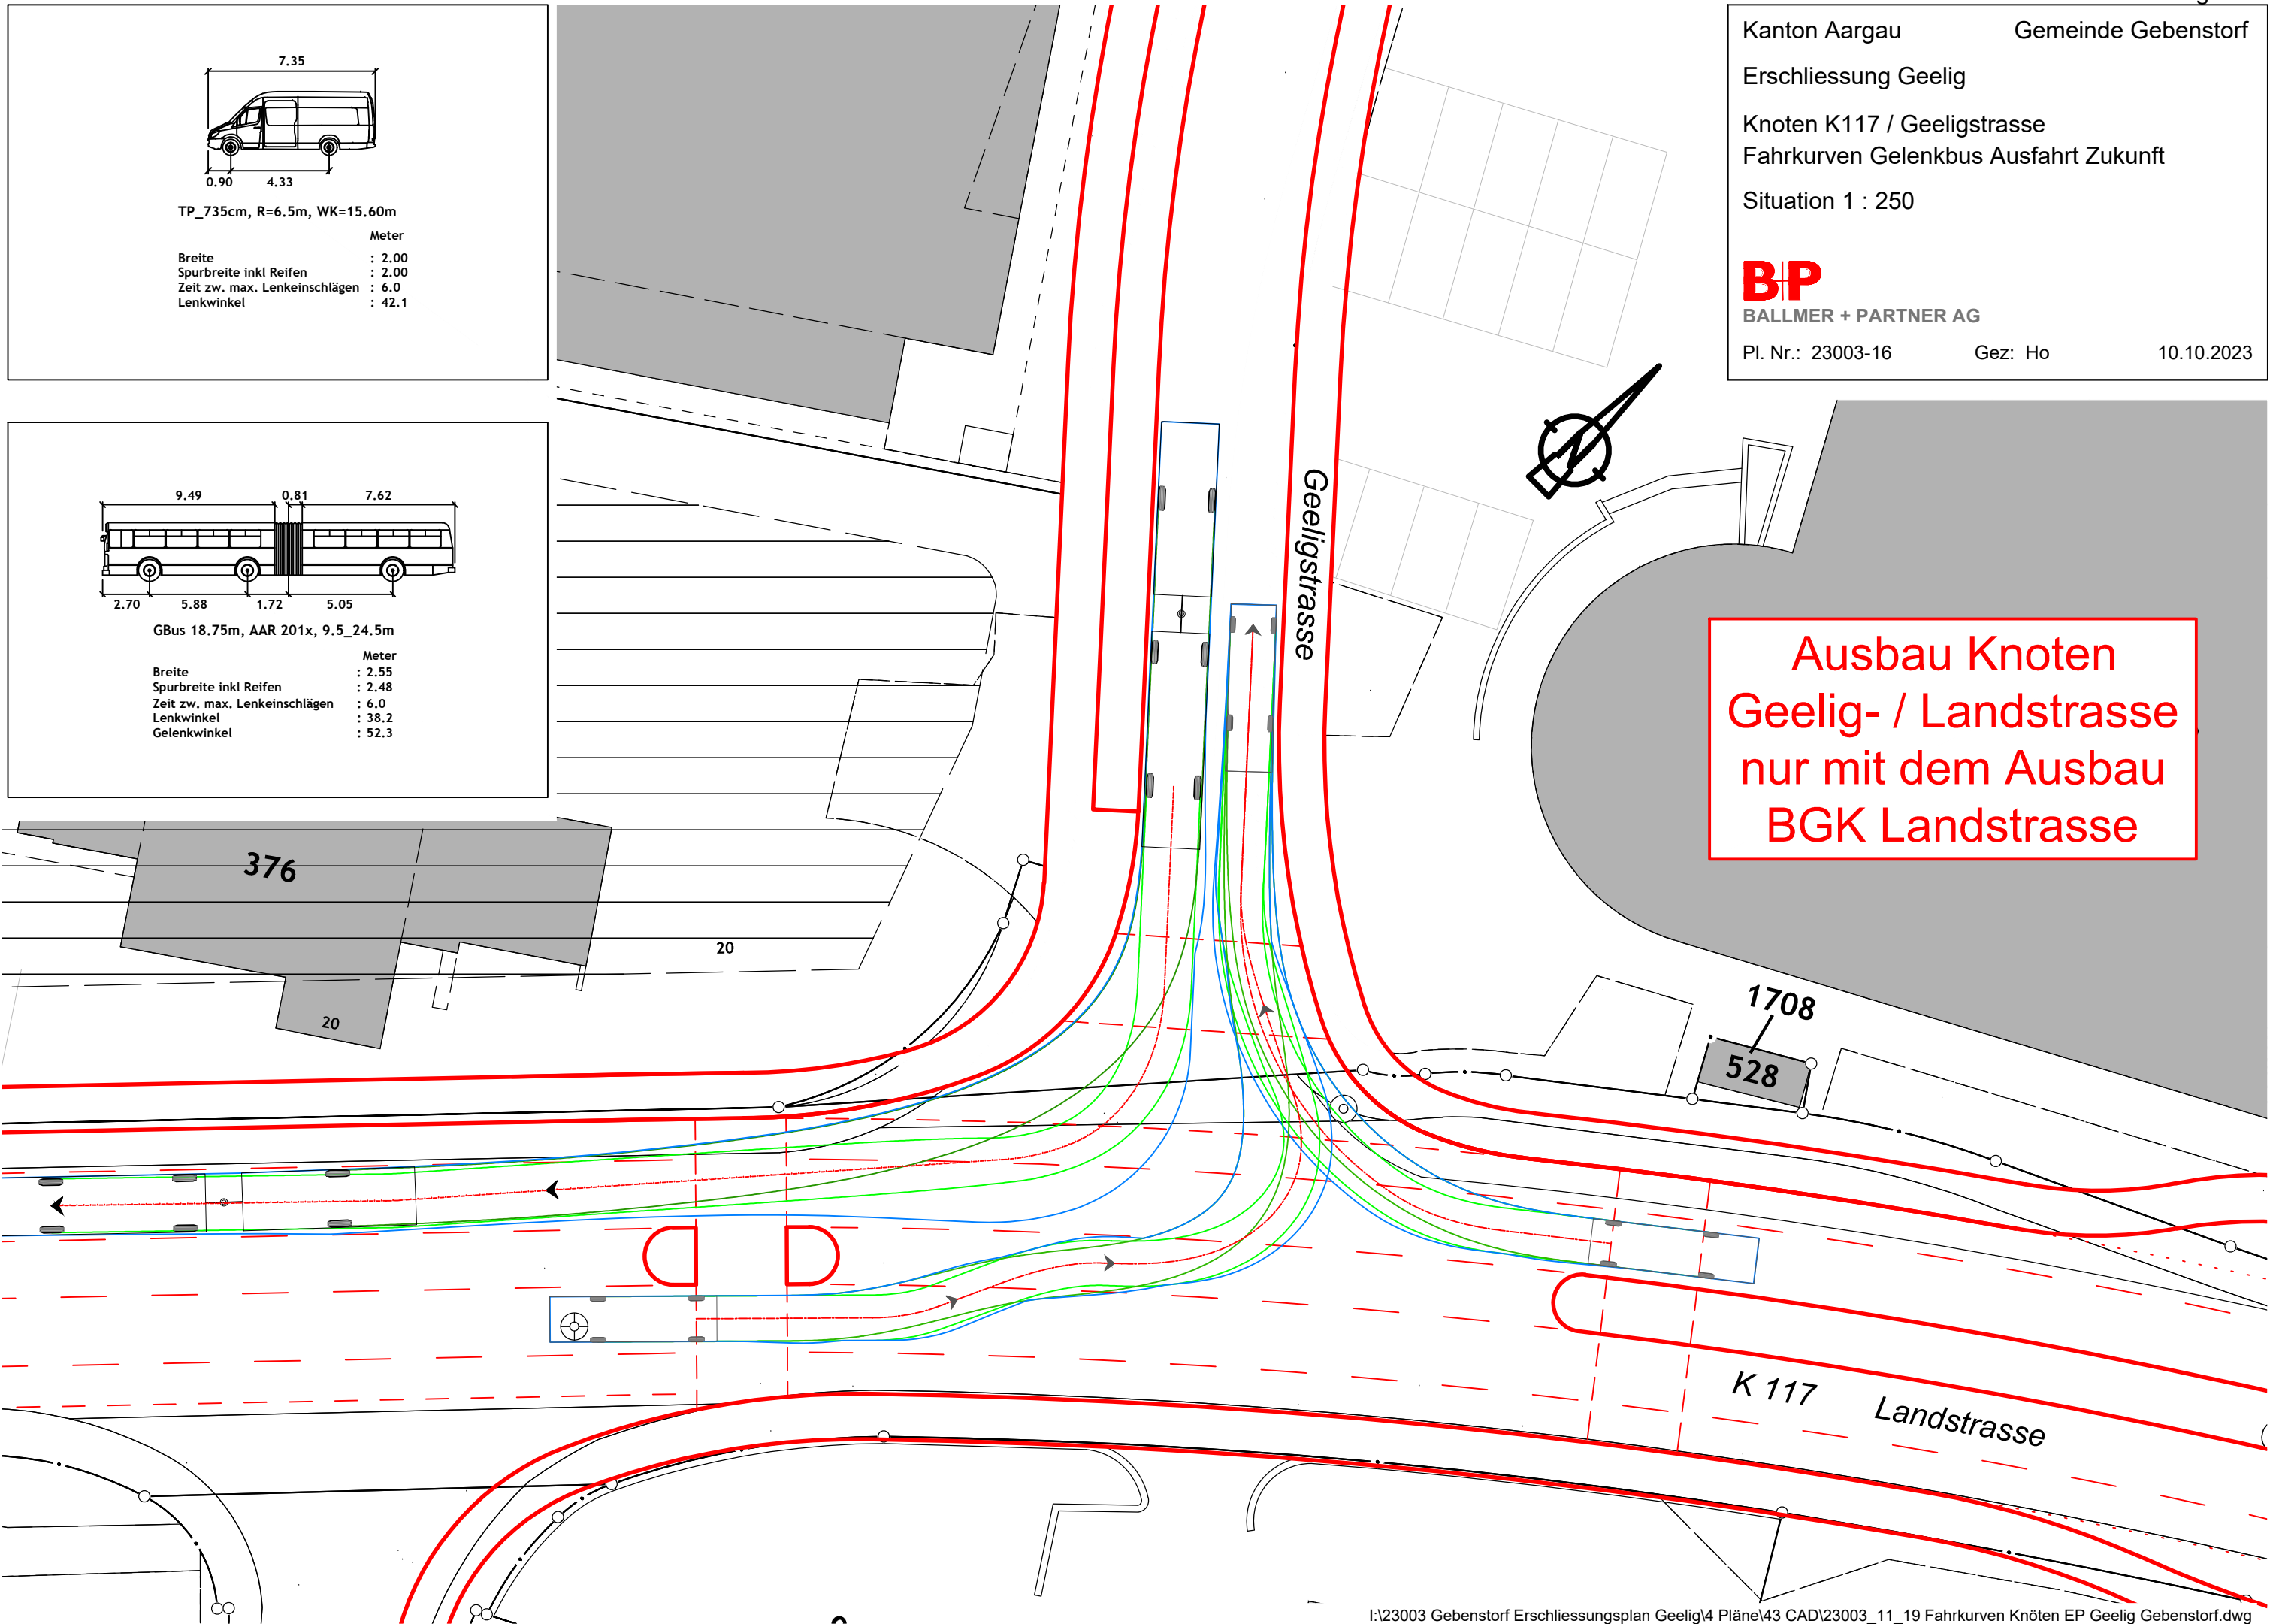 7.35
0.90 4.33
TP_735cm, R=6.5m, WK=15.60m
Meter
Breite : 2.00
Spurbreite inkl Reifen : 2.00
Zeit zw. max. Lenkeinschlägen : 6.0
Lenkwinkel : 42.1
9.49 0.81 7.62
2.70 5.88 1.72 5.05
GBus 18.75m, AAR 201x, 9.5_24.5m
Meter
Breite : 2.55
Spurbreite inkl Reifen : 2.48
Zeit zw. max. Lenkeinschlägen : 6.0
Lenkwinkel : 38.2
Gelenkwinkel : 52.3
Kanton Aargau Gemeinde Gebenstorf
Erschliessung Geelig
Knoten K117 / Geeligstrasse
Fahrkurven Gelenkbus Ausfahrt Zukunft
Situation 1 : 250
B+P
BALLMER + PARTNER AG
Pl. Nr.: 23003-16 Gez: Ho 10.10.2023
N
Geeligstrasse
Ausbau Knoten
Geelig- / Landstrasse
nur mit dem Ausbau
BGK Landstrasse
376
20
20
1708
528
K 117 Landstrasse
I:\23003 Gebenstorf Erschliessungsplan Geelig\4 Pläne\43 CAD\23003_11_19 Fahrkurven Knöten EP Geelig Gebenstorf.dwg